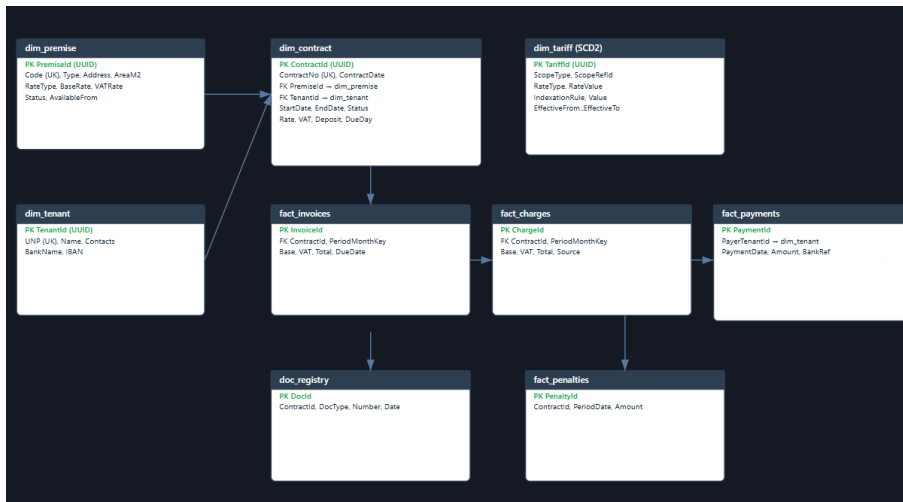 dim_premise
PK PremiseId (UUID)
Code (UK), Type, Address, AreaM2
RateType, BaseRate, VATRate
Status, AvailableFrom
dim_contract
PK ContractId (UUID)
ContractNo (UK), ContractDate
FK PremiseId → dim_premise
FK TenantId → dim_tenant
StartDate, EndDate, Status
Rate, VAT, Deposit, DueDay
dim_tariff (SCD2)
PK TariffId (UUID)
ScopeType, ScopeRefId
RateType, RateValue
IndexationRule, Value
EffectiveFrom..EffectiveTo
dim_tenant
PK TenantId (UUID)
UNP (UK), Name, Contacts
BankName, IBAN
fact_invoices
PK InvoiceId
FK ContractId, PeriodMonthKey
Base, VAT, Total, DueDate
fact_charges
PK ChargeId
FK ContractId, PeriodMonthKey
Base, VAT, Total, Source
fact_payments
PK PaymentId
PayerTenantId → dim_tenant
PaymentDate, Amount, BankRef
doc_registry
PK DocId
ContractId, DocType, Number, Date
fact_penalties
PK PenaltyId
ContractId, PeriodDate, Amount